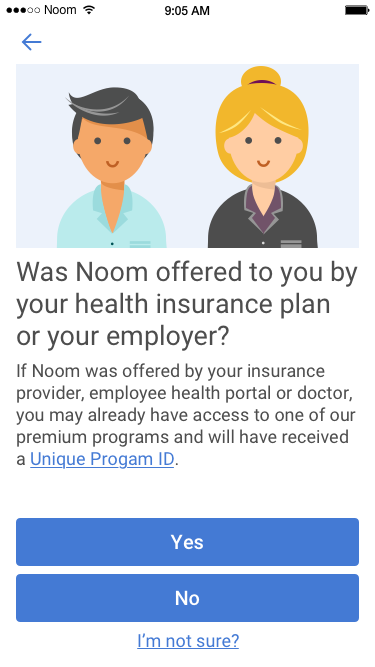 Noom 9:05 AM
Was Noom offered to you by
your health insurance plan
or your employer?
If Noom was offered by your insurance
provider, employee health portal or doctor,
you may already have access to one of our
premium programs and will have received
a Unique Progam ID.
Yes
No
I'm not sure?